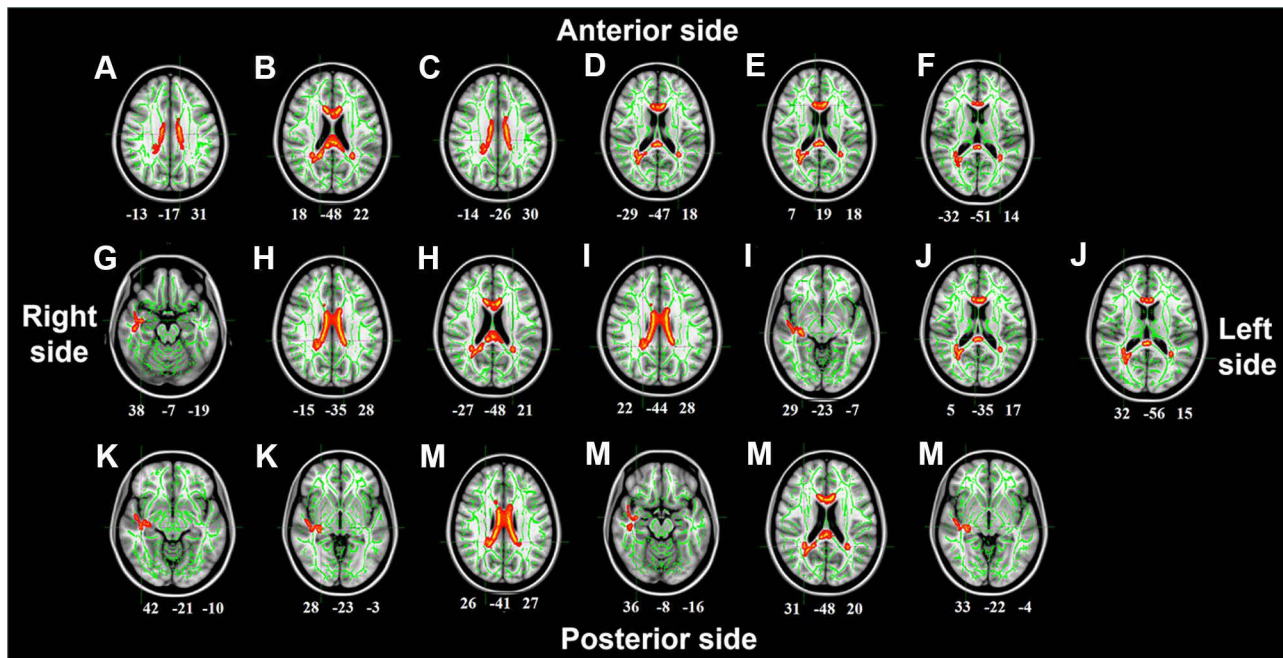 Anterior side
A B C D E F
-13 -17 31 18 -48 22 -14 -26 30 -29 -47 18 7 19 18 -32 -51 14
G H H I I J J
Right
side
Left
side
38 -7 -19 -15 -35 28 -27 -48 21 22 -44 28 29 -23 -7 5 -35 17 32 -56 15
K K M M M M
42 -21 -10 28 -23 -3 26 -41 27 36 -8 -16 31 -48 20 33 -22 -4
Posterior side